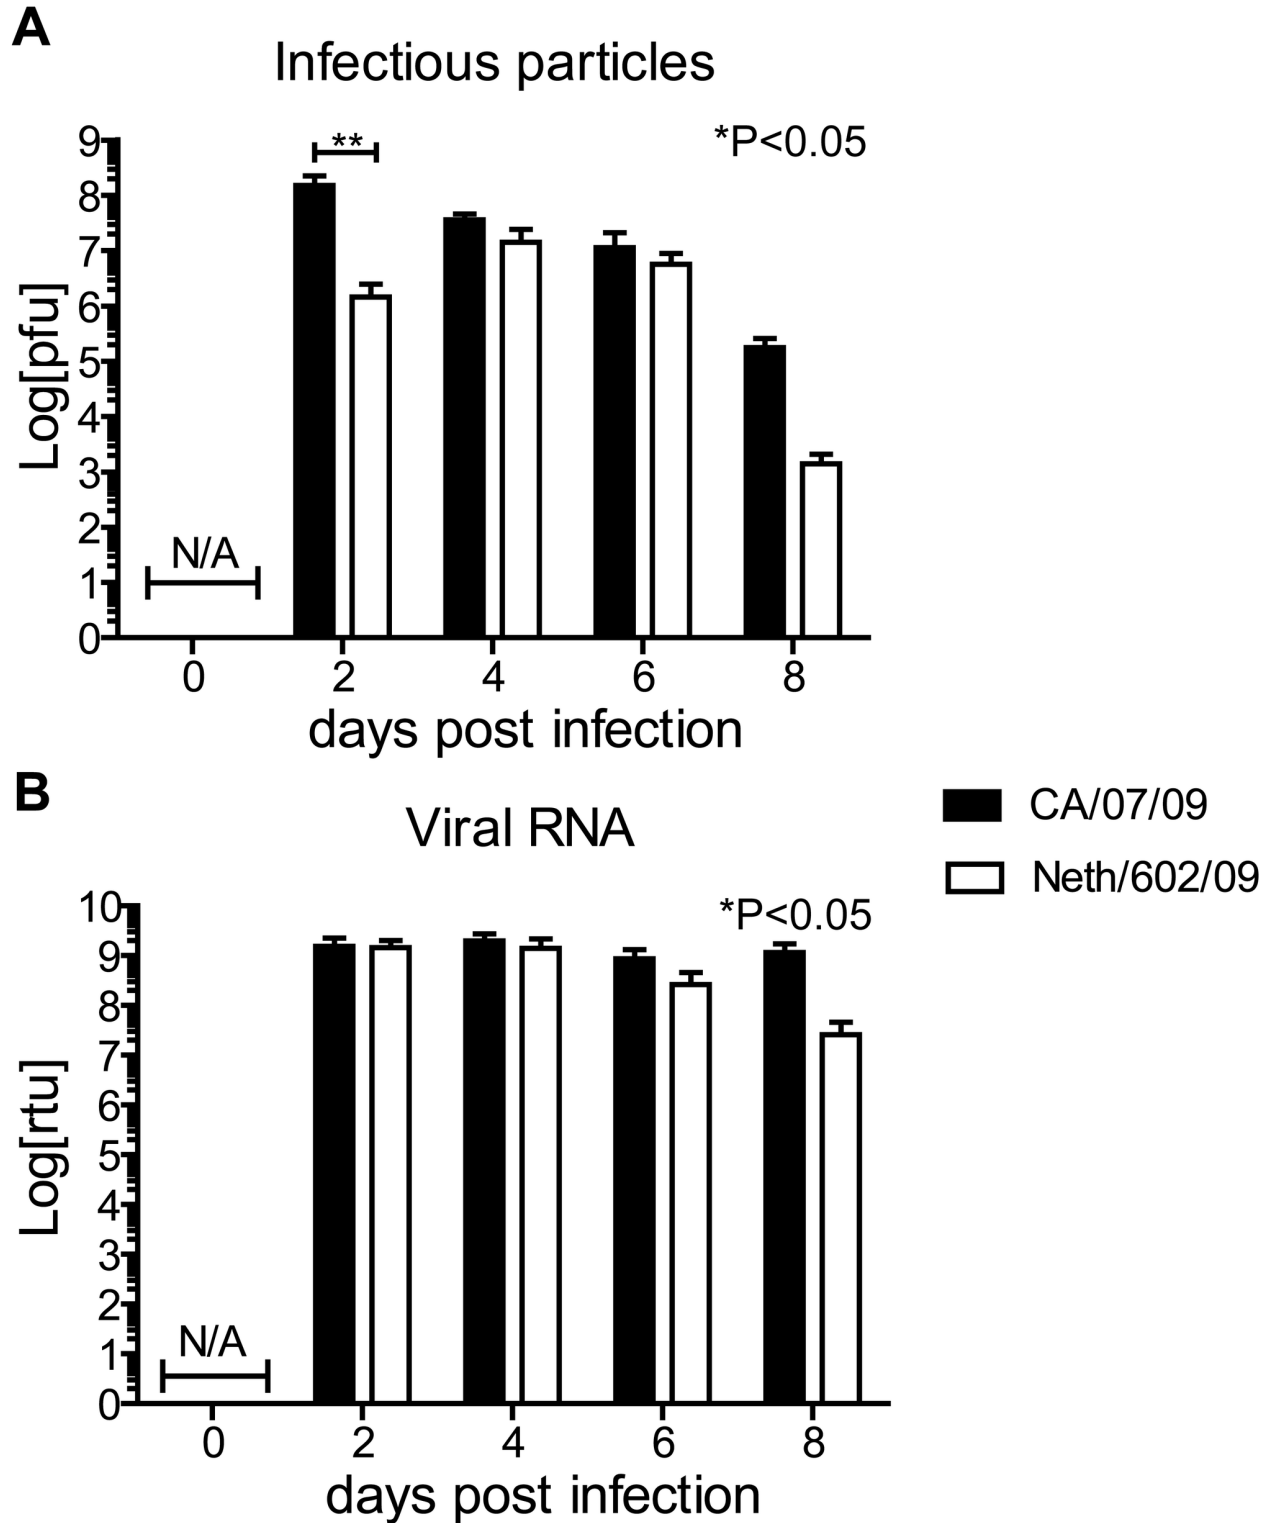 A
Infectious particles
*P<0.05
**
9
8
7
6
5
4
3
2
1
0
Log[pfu]
N/A
0 2 4 6 8
days post infection
B
Viral RNA
CA/07/09
Neth/602/09
*P<0.05
10
9
8
7
6
5
4
3
2
1
0
Log[rtu]
N/A
0 2 4 6 8
days post infection